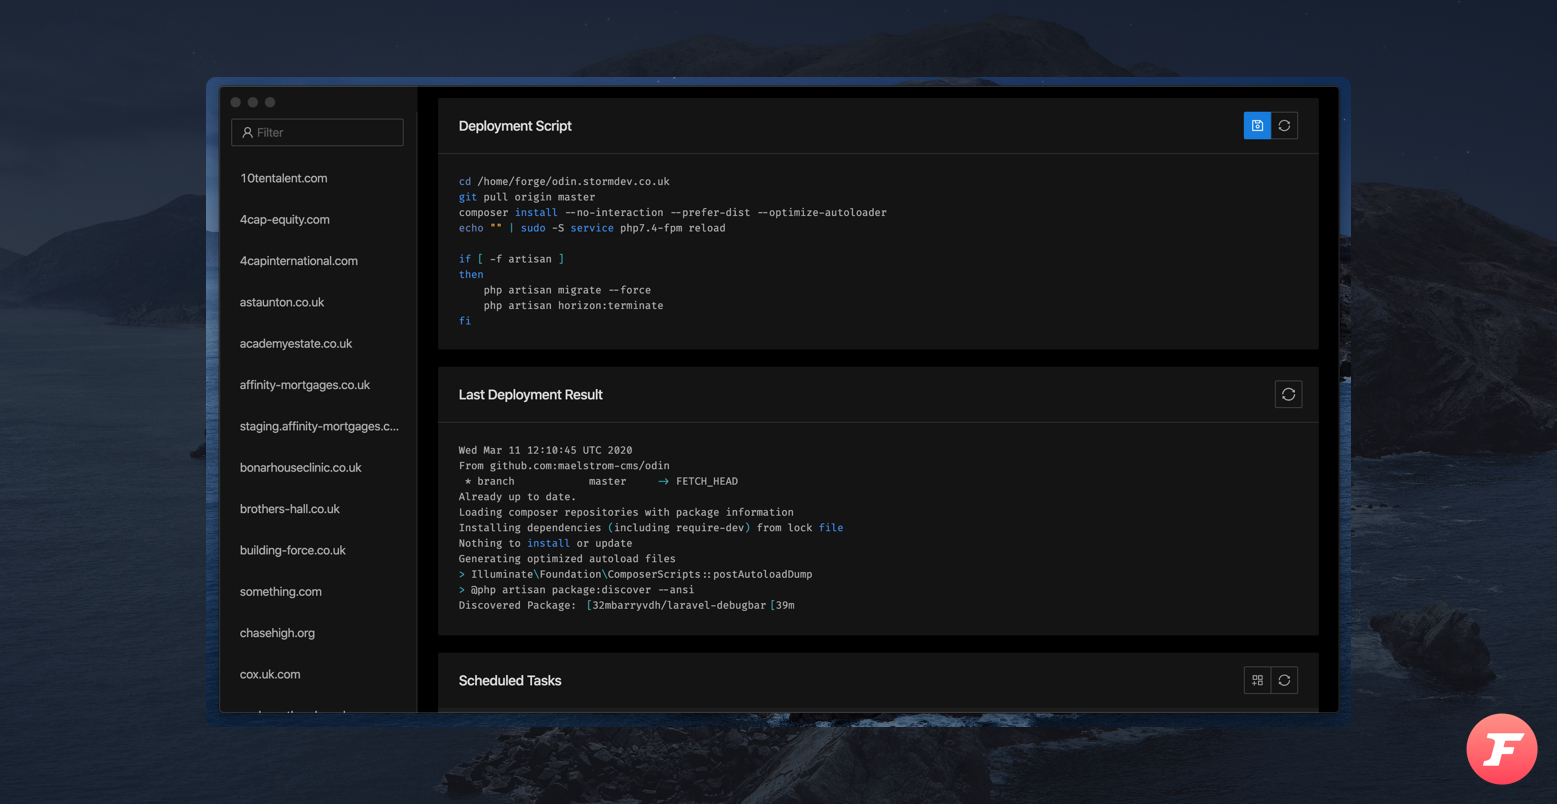 Filter
10tentalent.com
4cap-equity.com
4capinternational.com
astaunton.co.uk
academyestate.co.uk
affinity-mortgages.co.uk
staging.affinity-mortgages.c...
bonarhouseclinic.co.uk
brothers-hall.co.uk
building-force.co.uk
something.com
chasehigh.org
cox.uk.com
Deployment Script
cd /home/forge/odin.stormdev.co.uk
git pull origin master
composer install --no-interaction --prefer-dist --optimize-autoloader
echo "" | sudo -S service php7.4-fpm reload
if [ -f artisan ]
then
    php artisan migrate --force
    php artisan horizon:terminate
fi
Last Deployment Result
Wed Mar 11 12:10:45 UTC 2020
From github.com:maelstrom-cms/odin
 * branch            master     -> FETCH_HEAD
Already up to date.
Loading composer repositories with package information
Installing dependencies (including require-dev) from lock file
Nothing to install or update
Generating optimized autoload files
> Illuminate\Foundation\ComposerScripts::postAutoloadDump
> @php artisan package:discover --ansi
Discovered Package: [32mbarryvdh/laravel-debugbar[39m
Scheduled Tasks
F